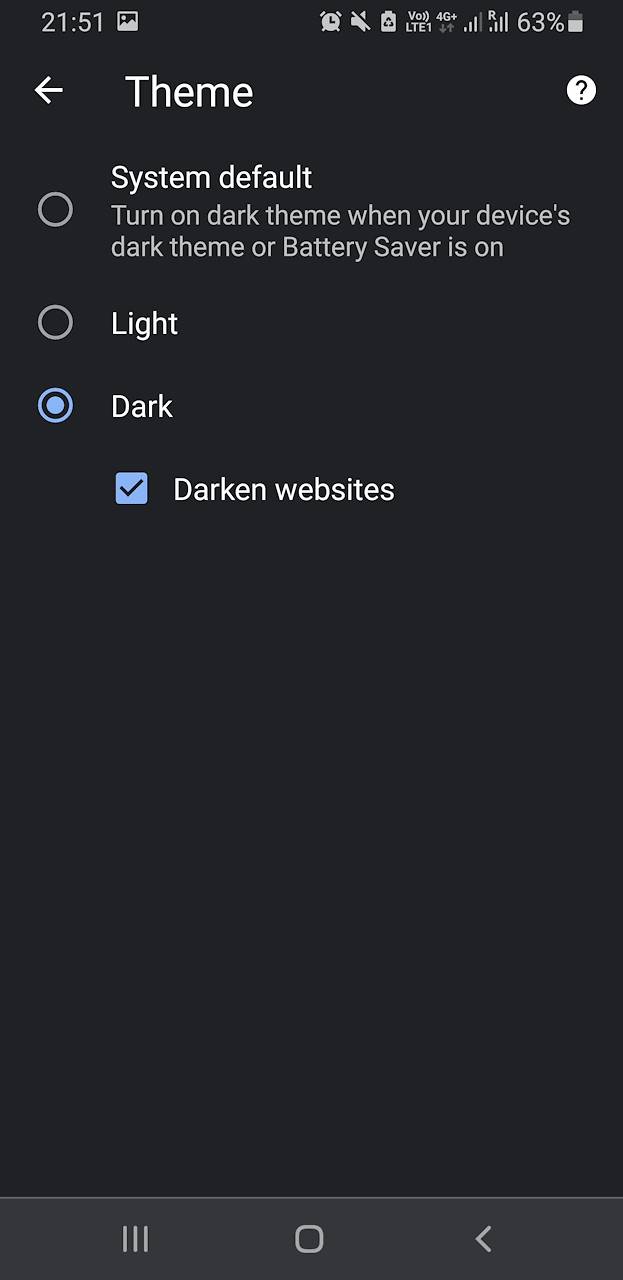 21:51 Vo) 4G+ R 63%
LTE1
Theme
System default
Turn on dark theme when your device's
dark theme or Battery Saver is on
Light
Dark
Darken websites